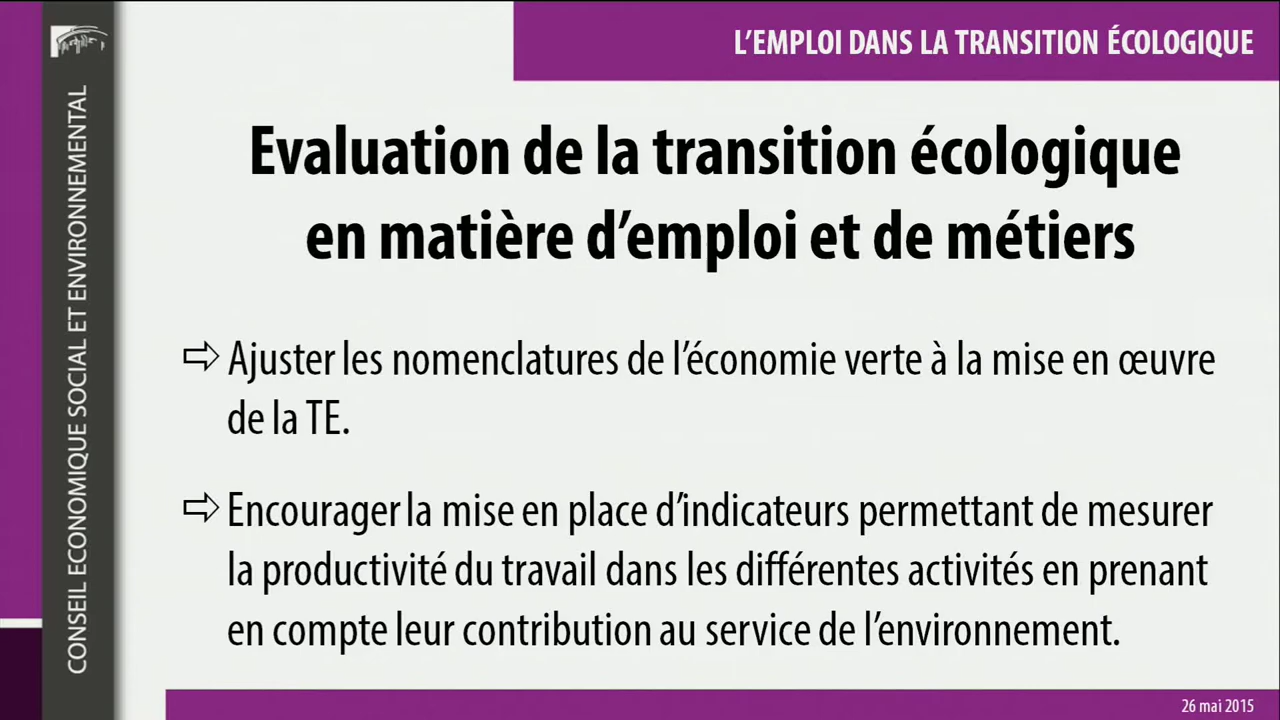 L’EMPLOI DANS LA TRANSITION ÉCOLOGIQUE
CONSEIL ECONOMIQUE SOCIAL ET ENVIRONNEMENTAL
Evaluation de la transition écologique
en matière d’emploi et de métiers
⇨ Ajuster les nomenclatures de l’économie verte à la mise en œuvre
de la TE.
⇨ Encourager la mise en place d’indicateurs permettant de mesurer
la productivité du travail dans les différentes activités en prenant
en compte leur contribution au service de l’environnement.
26 mai 2015